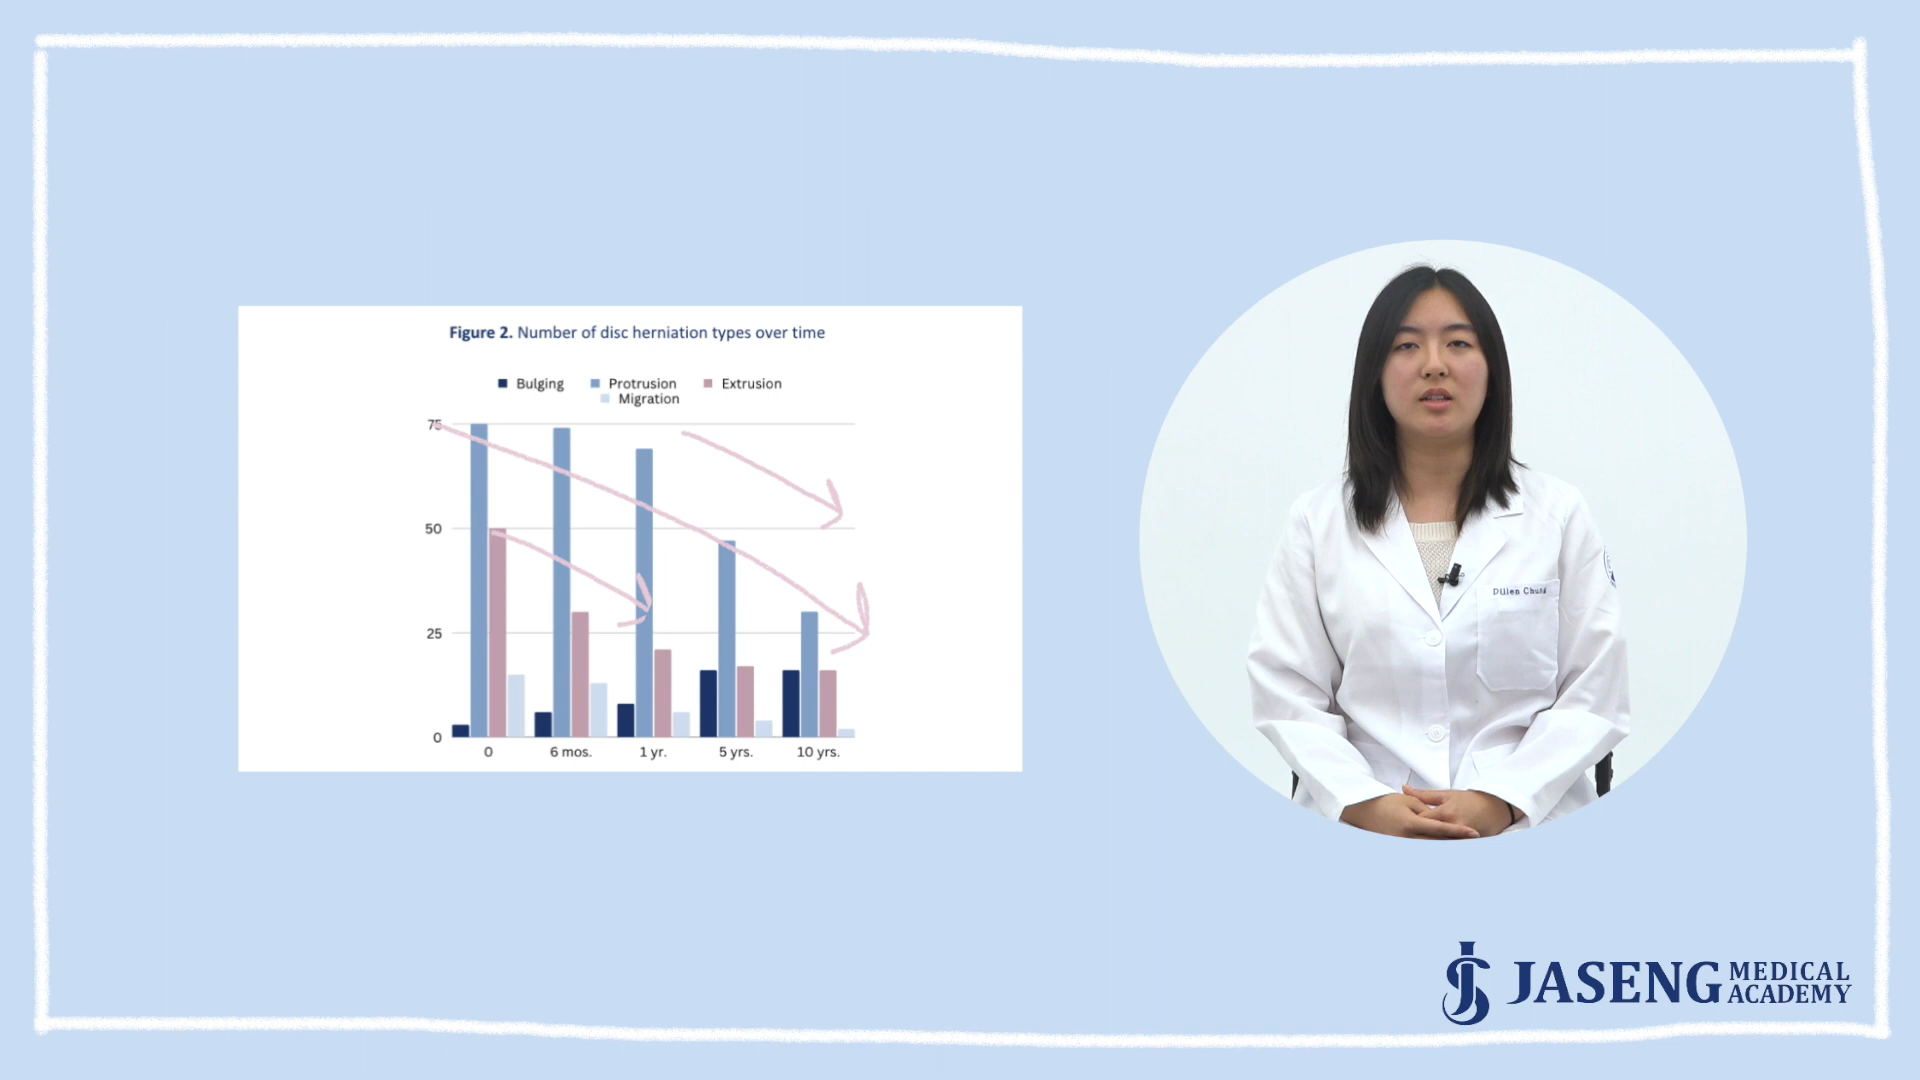 Figure 2. Number of disc herniation types over time
Bulging Protrusion Extrusion
Migration
75
50
25
0
0 6 mos. 1 yr. 5 yrs. 10 yrs.
JASENG MEDICAL ACADEMY